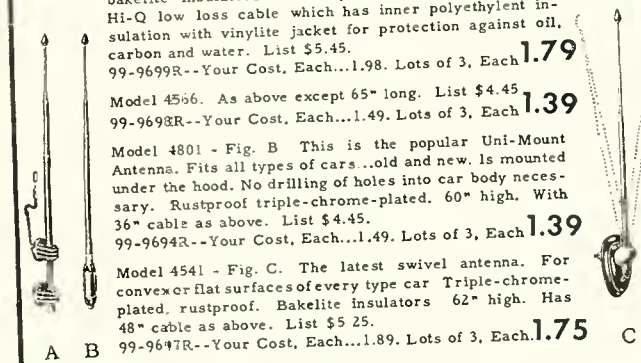 Hi-Q low loss cable which has inner polyethylent in-
sulation with vinylite jacket for protection against oil,
carbon and water. List $5.45.
99-9699R--Your Cost, Each...1.98. Lots of 3, Each 1.79
Model 4566. As above except 65" long. List $4.45
99-9698R--Your Cost, Each...1.49. Lots of 3, Each 1.39
Model 4801 - Fig. B This is the popular Uni-Mount
Antenna. Fits all types of cars...old and new. Is mounted
under the hood. No drilling of holes into car body neces-
sary. Rustproof triple-chrome-plated. 60" high. With
36" cable as above. List $4.45.
99-9694R--Your Cost, Each...1.49. Lots of 3, Each 1.39
Model 4541 - Fig. C. The latest swivel antenna. For
convex or flat surfaces of every type car Triple-chrome-
plated, rustproof. Bakelite insulators 62" high. Has
48" cable as above. List $5 25.
99-9697R--Your Cost, Each...1.89. Lots of 3, Each. 1.75
A B C